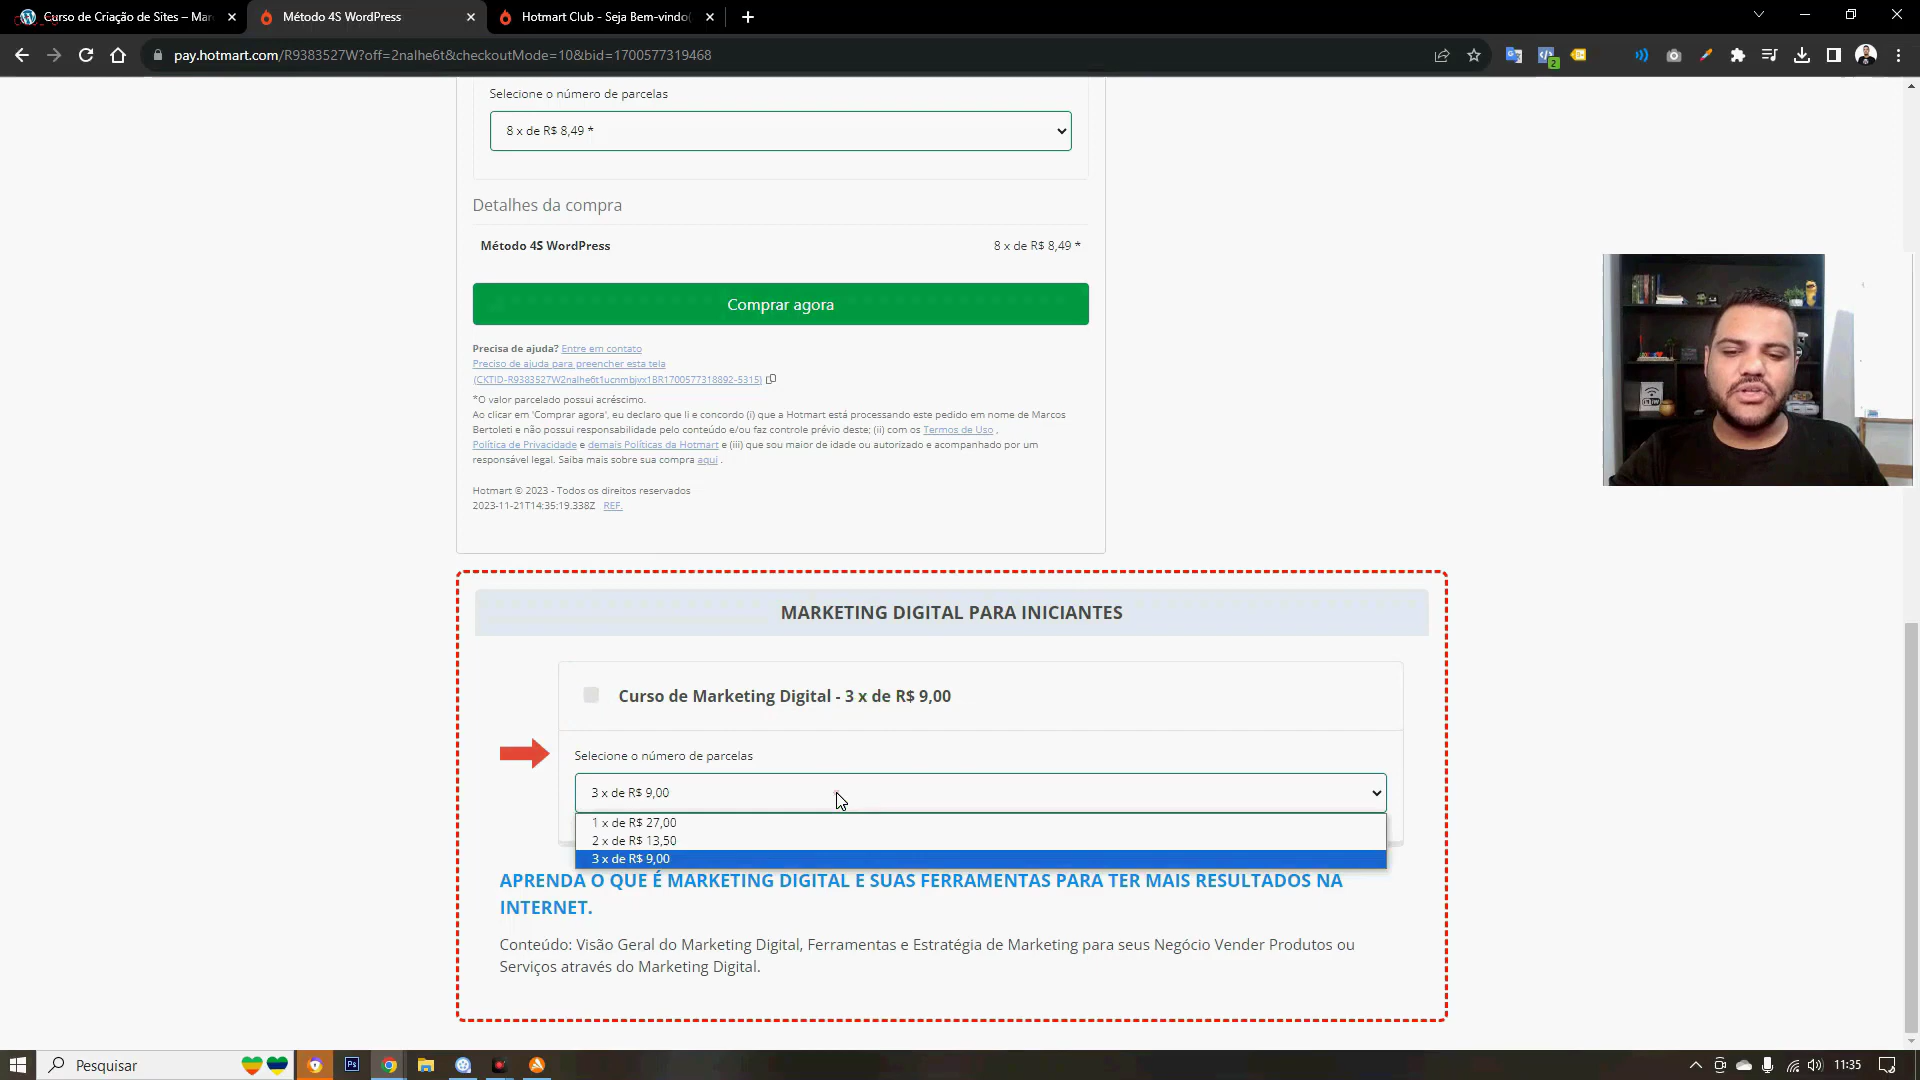 Curso de Criação de Sites – Mar
Método 4S WordPress
Hotmart Club - Seja Bem-vindo(
pay.hotmart.com/R9383527W?off=2nalhe6t&checkoutMode=10&bid=1700577319468
2
Selecione o número de parcelas
8 x de R$ 8,49 *
Detalhes da compra
Método 4S WordPress 8 x de R$ 8,49 *
Comprar agora
Precisa de ajuda? Entre em contato
Preciso de ajuda para preencher esta tela
(CKTID-R9383527W2nalhe6t1ucnmbjvx1BR1700577318892-5315)
*O valor parcelado possui acréscimo.
Ao clicar em 'Comprar agora', eu declaro que li e concordo (i) que a Hotmart está processando este pedido em nome de Marcos
Bertoleti e não possui responsabilidade pelo conteúdo e/ou faz controle prévio deste; (ii) com os Termos de Uso ,
Política de Privacidade e demais Políticas da Hotmart e (iii) que sou maior de idade ou autorizado e acompanhado por um
responsável legal. Saiba mais sobre sua compra aqui .
Hotmart © 2023 - Todos os direitos reservados
2023-11-21T14:35:19.338Z REF.
MARKETING DIGITAL PARA INICIANTES
Curso de Marketing Digital - 3 x de R$ 9,00
Selecione o número de parcelas
3 x de R$ 9,00
1 x de R$ 27,00
2 x de R$ 13,50
3 x de R$ 9,00
APRENDA O QUE É MARKETING DIGITAL E SUAS FERRAMENTAS PARA TER MAIS RESULTADOS NA
INTERNET.
Conteúdo: Visão Geral do Marketing Digital, Ferramentas e Estratégia de Marketing para seus Negócio Vender Produtos ou
Serviços através do Marketing Digital.
Pesquisar
Ps
11:35